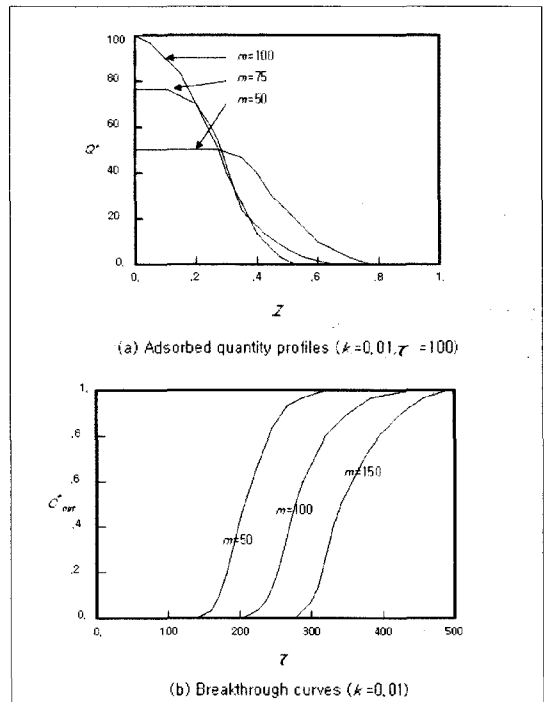 100
80
60
40
20
0.
Q*
m=100
m=75
m=50
0. .2 .4 .6 .8 1.
Z
(a) Adsorbed quantity profiles (k=0,01,τ =100)
1.
.8
.6
.4
.2
0.
C*out
m=50
m=100
m=150
0. 100 200 300 400 500
τ
(b) Breakthrough curves (k=0,01)